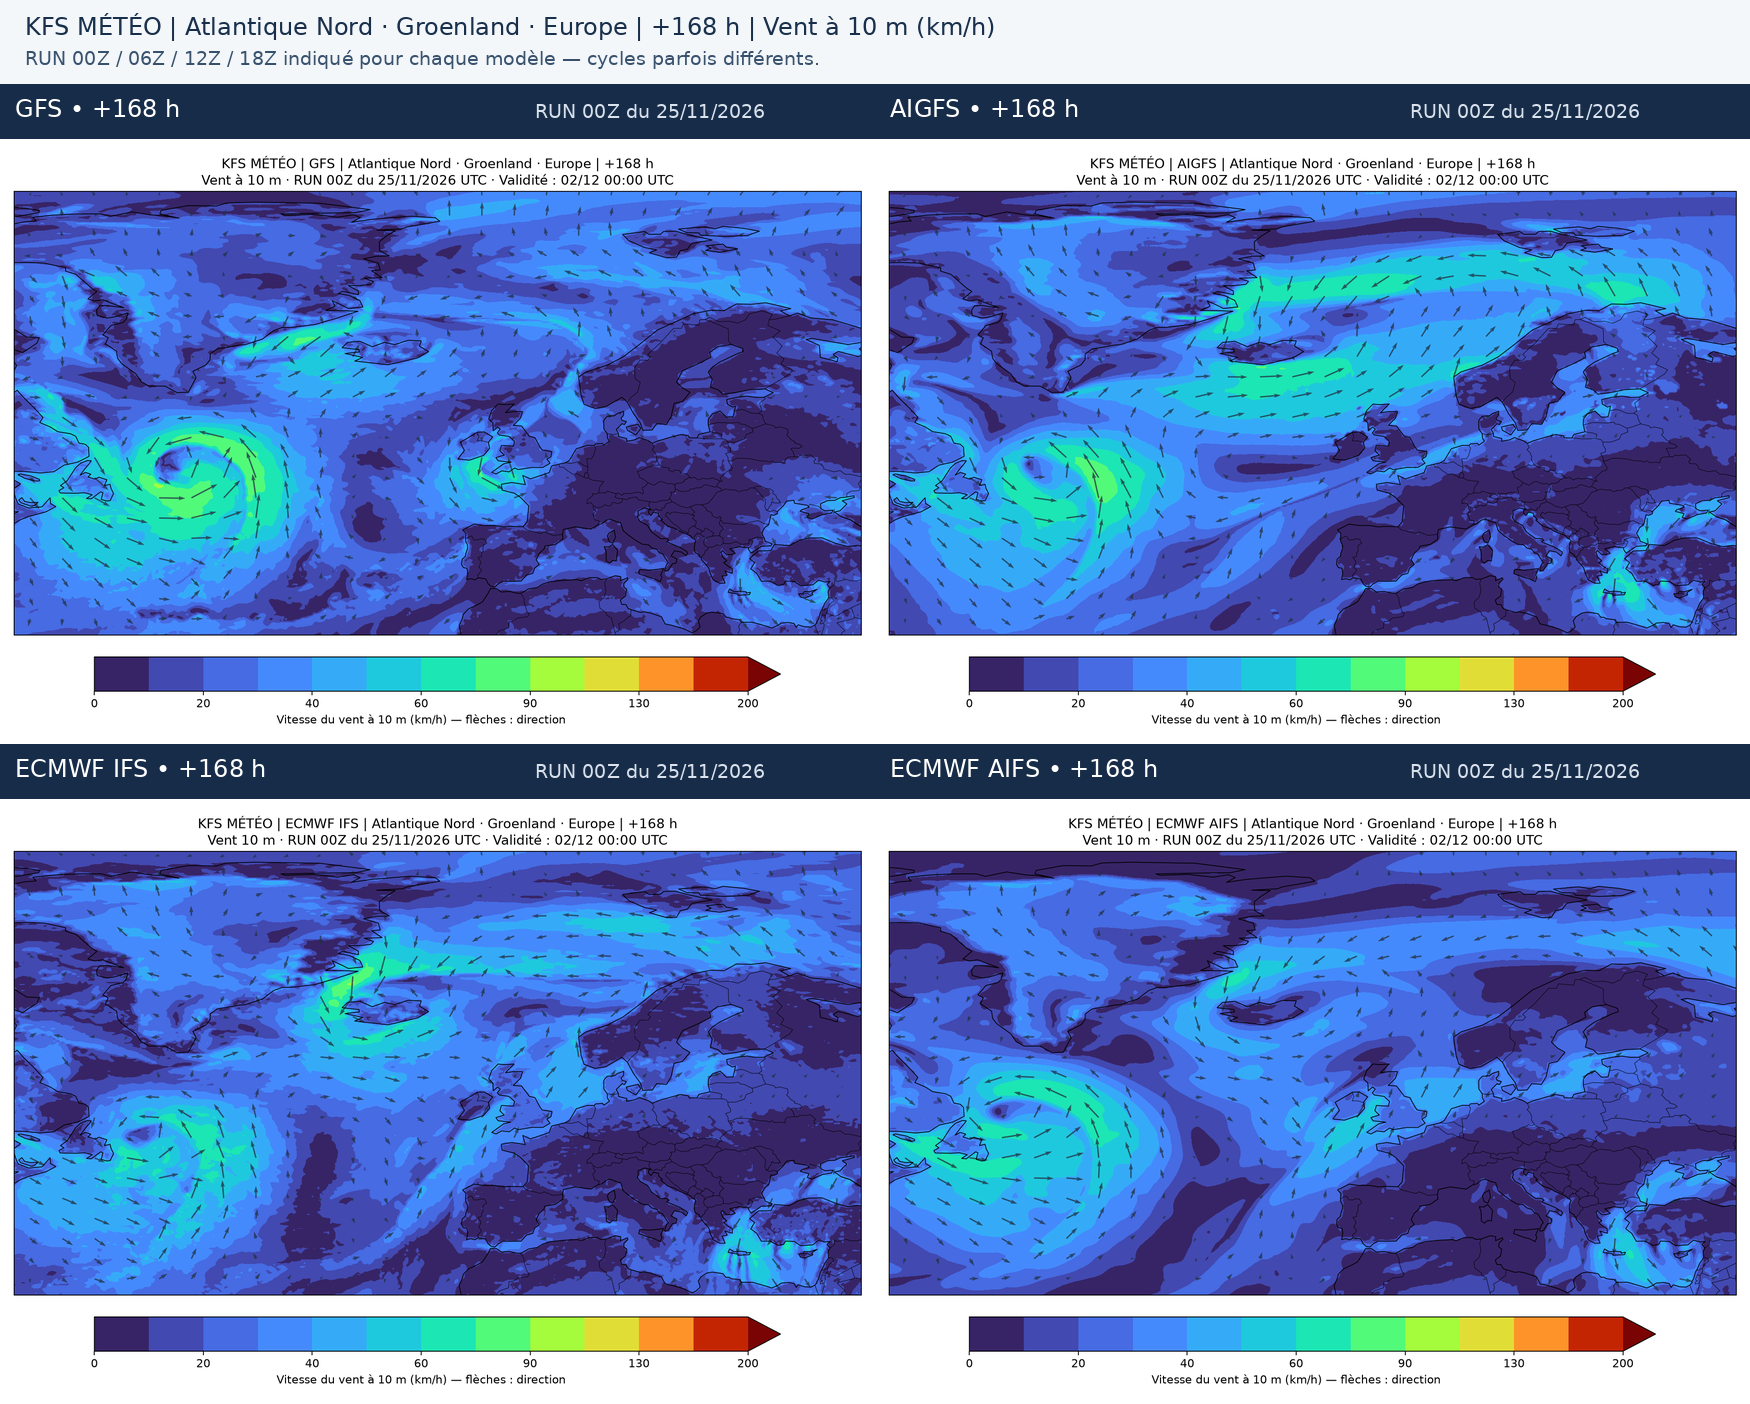 KFS MÉTÉO | Atlantique Nord · Groenland · Europe | +168 h | Vent à 10 m (km/h)
RUN 00Z / 06Z / 12Z / 18Z indiqué pour chaque modèle — cycles parfois différents.
GFS • +168 h
RUN 00Z du 25/11/2026
KFS MÉTÉO | GFS | Atlantique Nord · Groenland · Europe | +168 h
Vent à 10 m · RUN 00Z du 25/11/2026 UTC · Validité : 02/12 00:00 UTC
0 20 40 60 90 130 200
Vitesse du vent à 10 m (km/h) — flèches : direction
AIGFS • +168 h
RUN 00Z du 25/11/2026
KFS MÉTÉO | AIGFS | Atlantique Nord · Groenland · Europe | +168 h
Vent à 10 m · RUN 00Z du 25/11/2026 UTC · Validité : 02/12 00:00 UTC
0 20 40 60 90 130 200
Vitesse du vent à 10 m (km/h) — flèches : direction
ECMWF IFS • +168 h
RUN 00Z du 25/11/2026
KFS MÉTÉO | ECMWF IFS | Atlantique Nord · Groenland · Europe | +168 h
Vent 10 m · RUN 00Z du 25/11/2026 UTC · Validité : 02/12 00:00 UTC
0 20 40 60 90 130 200
Vitesse du vent à 10 m (km/h) — flèches : direction
ECMWF AIFS • +168 h
RUN 00Z du 25/11/2026
KFS MÉTÉO | ECMWF AIFS | Atlantique Nord · Groenland · Europe | +168 h
Vent 10 m · RUN 00Z du 25/11/2026 UTC · Validité : 02/12 00:00 UTC
0 20 40 60 90 130 200
Vitesse du vent à 10 m (km/h) — flèches : direction